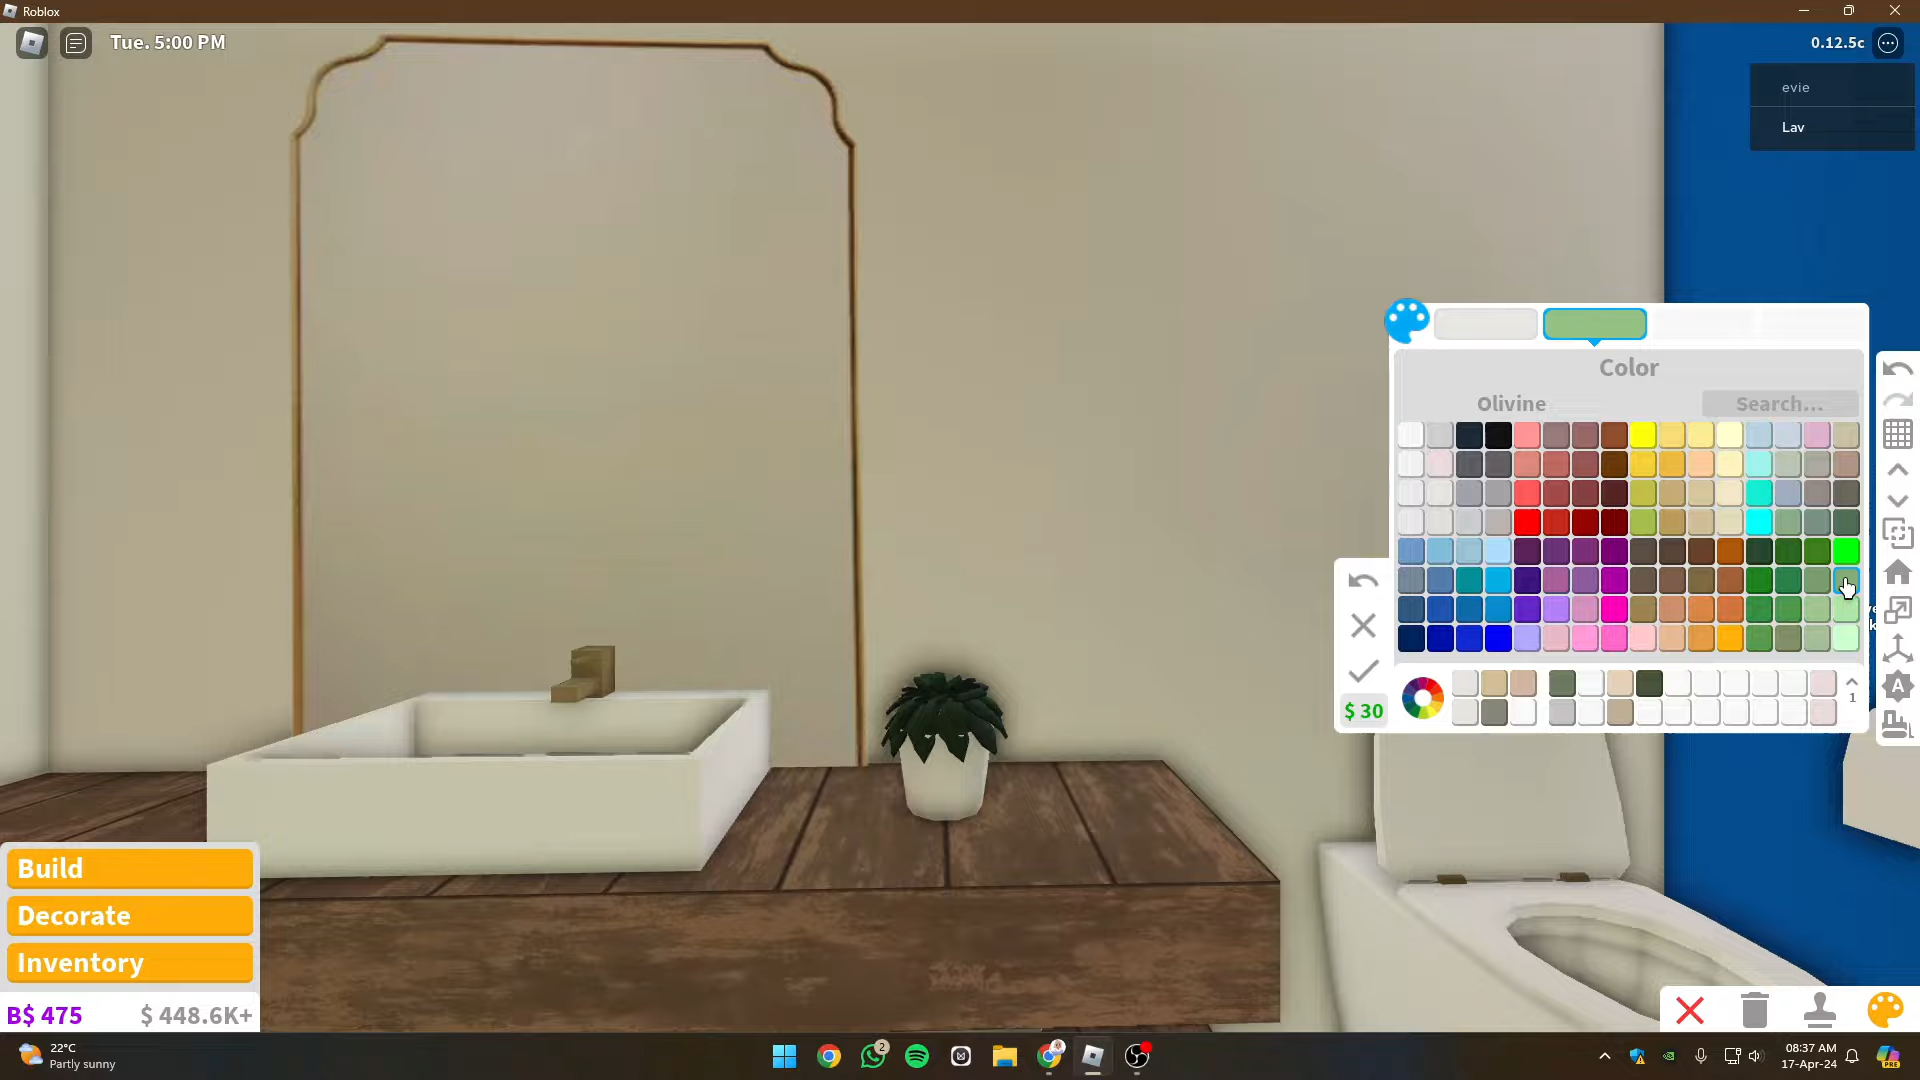 Roblox
Tue. 5:00 PM
0.12.5c
evie
Lav
Color
Olivine
Search...
$ 30
1
A
Build
Decorate
Inventory
B$ 475
$ 448.6K+
22°C
Partly sunny
2
08:37 AM
17-Apr-24
PRE